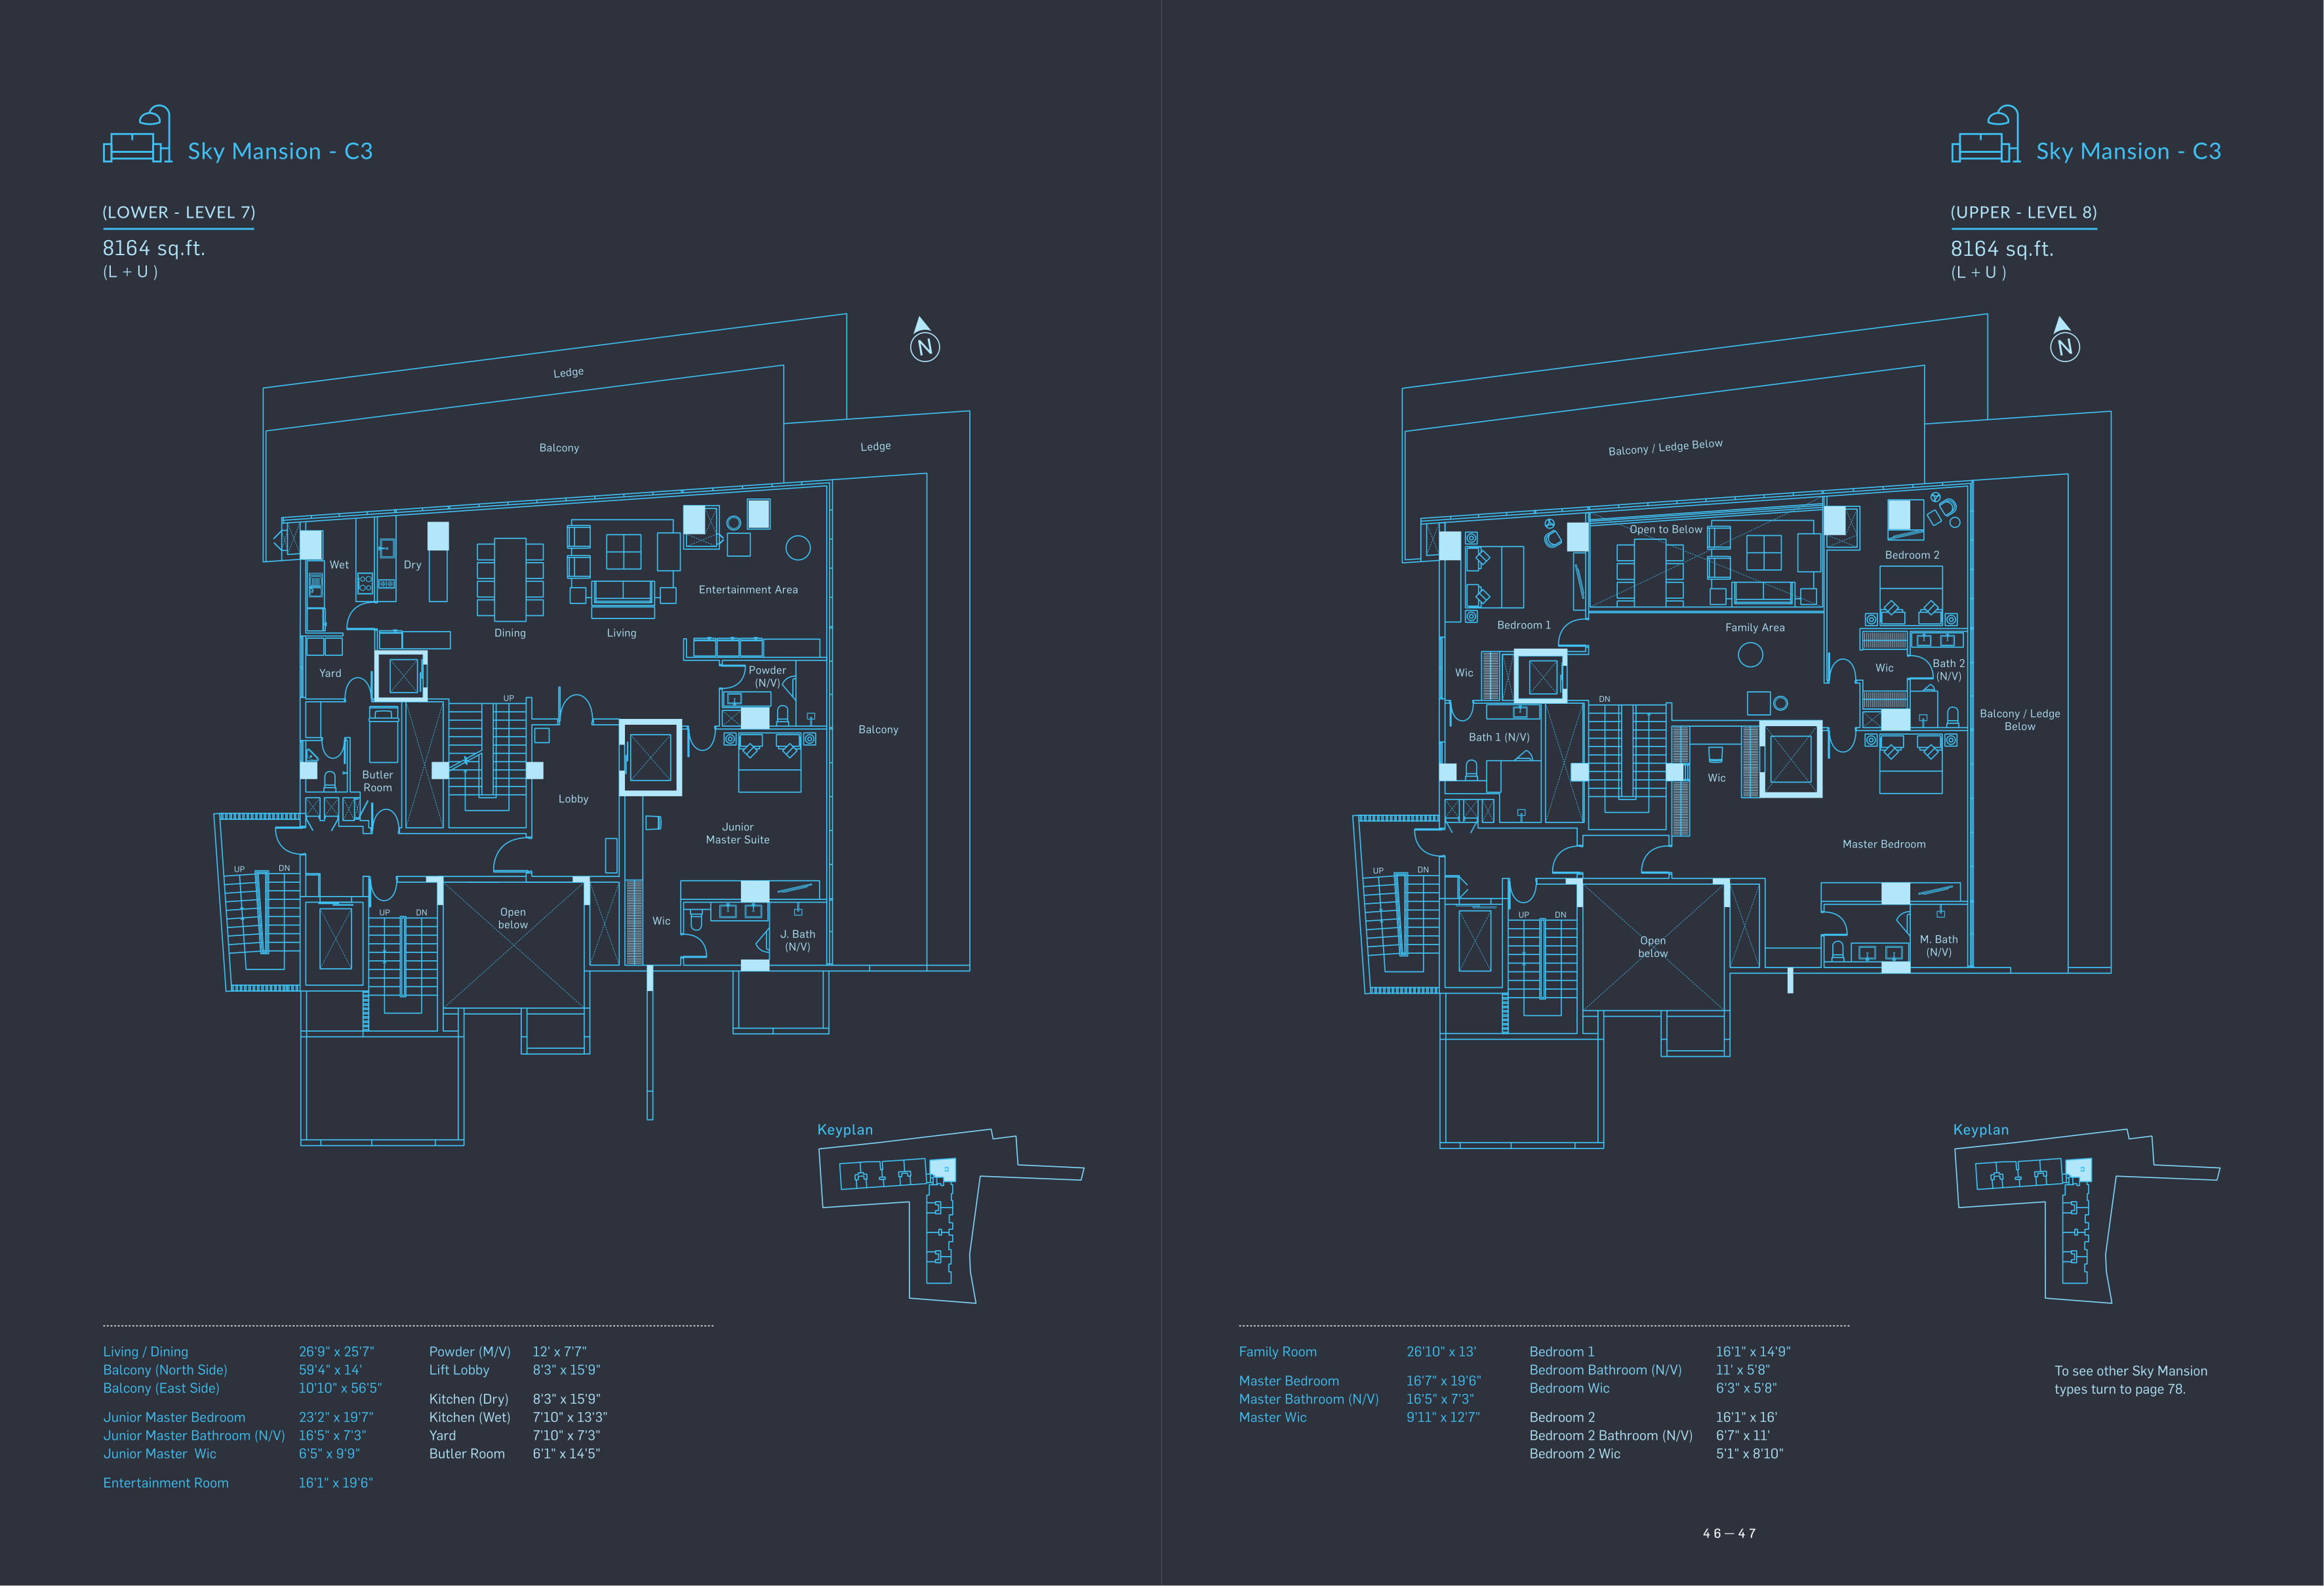 Sky Mansion - C3
(LOWER - LEVEL 7)
8164 sq.ft.
(L + U )
N
Ledge
Balcony
Ledge
Wet
Dry
Entertainment Area
Dining
Living
Yard
Powder
(N/V)
UP
Balcony
Butler
Room
Lobby
Junior
Master Suite
UP
DN
UP
DN
Open
below
Wic
J. Bath
(N/V)
Keyplan
Living / Dining 26'9" x 25'7"
Balcony (North Side) 59'4" x 14'
Balcony (East Side) 10'10" x 56'5"
Junior Master Bedroom 23'2" x 19'7"
Junior Master Bathroom (N/V) 16'5" x 7'3"
Junior Master Wic 6'5" x 9'9"
Entertainment Room 16'1" x 19'6"
Powder (M/V) 12' x 7'7"
Lift Lobby 8'3" x 15'9"
Kitchen (Dry) 8'3" x 15'9"
Kitchen (Wet) 7'10" x 13'3"
Yard 7'10" x 7'3"
Butler Room 6'1" x 14'5"
Sky Mansion - C3
(UPPER - LEVEL 8)
8164 sq.ft.
(L + U )
N
Balcony / Ledge Below
Open to Below
Bedroom 2
Bedroom 1
Family Area
Wic
Wic
Bath 2
(N/V)
DN
Balcony / Ledge
Below
Bath 1 (N/V)
Wic
Master Bedroom
UP
DN
UP
DN
Open
below
M. Bath
(N/V)
Keyplan
Family Room 26'10" x 13'
Master Bedroom 16'7" x 19'6"
Master Bathroom (N/V) 16'5" x 7'3"
Master Wic 9'11" x 12'7"
Bedroom 1 16'1" x 14'9"
Bedroom Bathroom (N/V) 11' x 5'8"
Bedroom Wic 6'3" x 5'8"
Bedroom 2 16'1" x 16'
Bedroom 2 Bathroom (N/V) 6'7" x 11'
Bedroom 2 Wic 5'1" x 8'10"
To see other Sky Mansion
types turn to page 78.
46—47